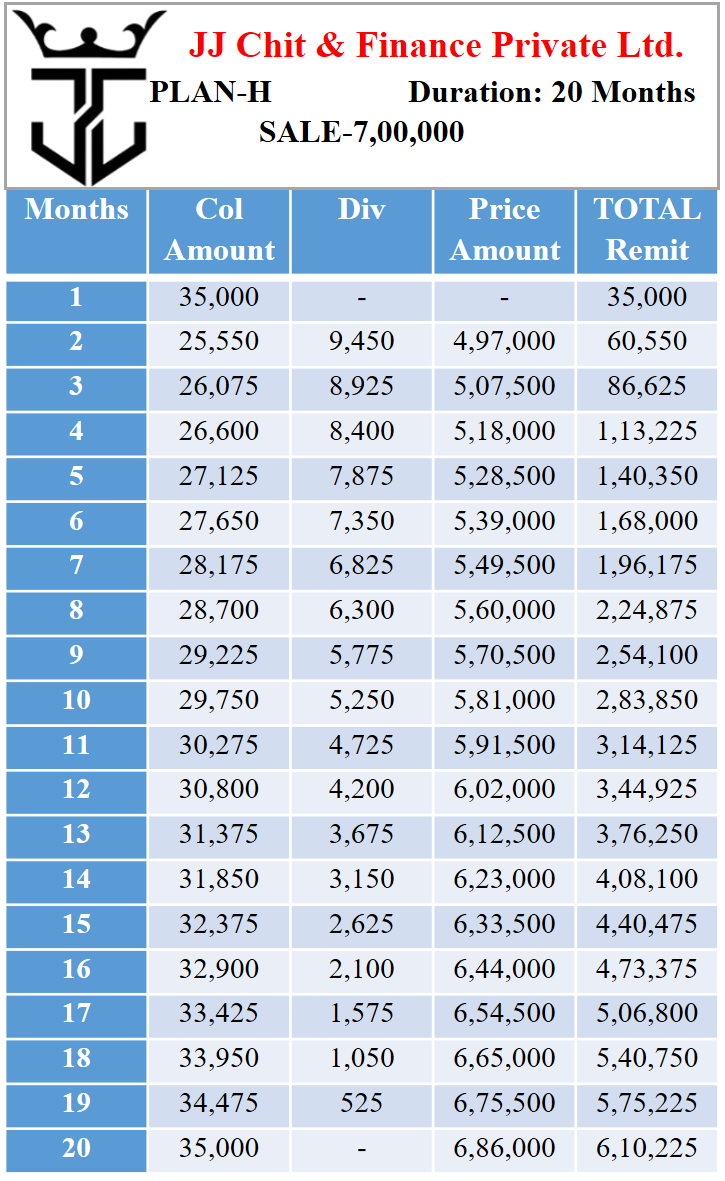 JJ Chit & Finance Private Ltd.
PLAN-H Duration: 20 Months
SALE-7,00,000
Months Col Amount Div Price Amount TOTAL Remit
1 35,000 - - 35,000
2 25,550 9,450 4,97,000 60,550
3 26,075 8,925 5,07,500 86,625
4 26,600 8,400 5,18,000 1,13,225
5 27,125 7,875 5,28,500 1,40,350
6 27,650 7,350 5,39,000 1,68,000
7 28,175 6,825 5,49,500 1,96,175
8 28,700 6,300 5,60,000 2,24,875
9 29,225 5,775 5,70,500 2,54,100
10 29,750 5,250 5,81,000 2,83,850
11 30,275 4,725 5,91,500 3,14,125
12 30,800 4,200 6,02,000 3,44,925
13 31,375 3,675 6,12,500 3,76,250
14 31,850 3,150 6,23,000 4,08,100
15 32,375 2,625 6,33,500 4,40,475
16 32,900 2,100 6,44,000 4,73,375
17 33,425 1,575 6,54,500 5,06,800
18 33,950 1,050 6,65,000 5,40,750
19 34,475 525 6,75,500 5,75,225
20 35,000 - 6,86,000 6,10,225